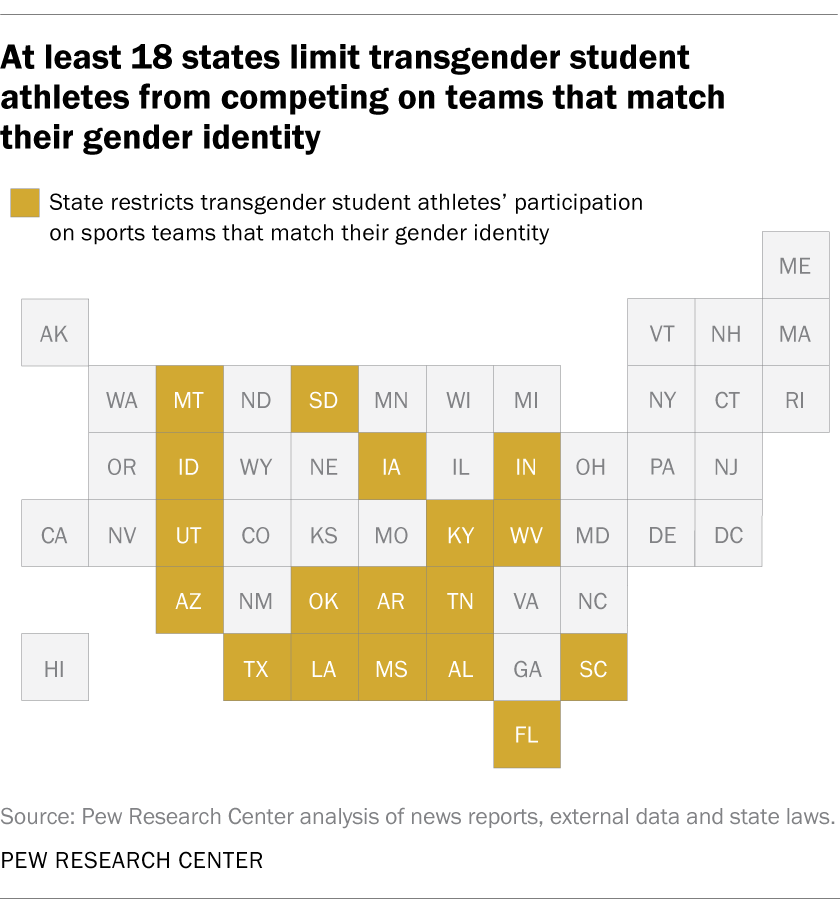 At least 18 states limit transgender student
athletes from competing on teams that match
their gender identity
State restricts transgender student athletes’ participation
on sports teams that match their gender identity
ME
AK VT NH MA
WA MT ND SD MN WI MI NY CT RI
OR ID WY NE IA IL IN OH PA NJ
CA NV UT CO KS MO KY WV MD DE DC
AZ NM OK AR TN VA NC
HI TX LA MS AL GA SC
FL
Source: Pew Research Center analysis of news reports, external data and state laws.
PEW RESEARCH CENTER